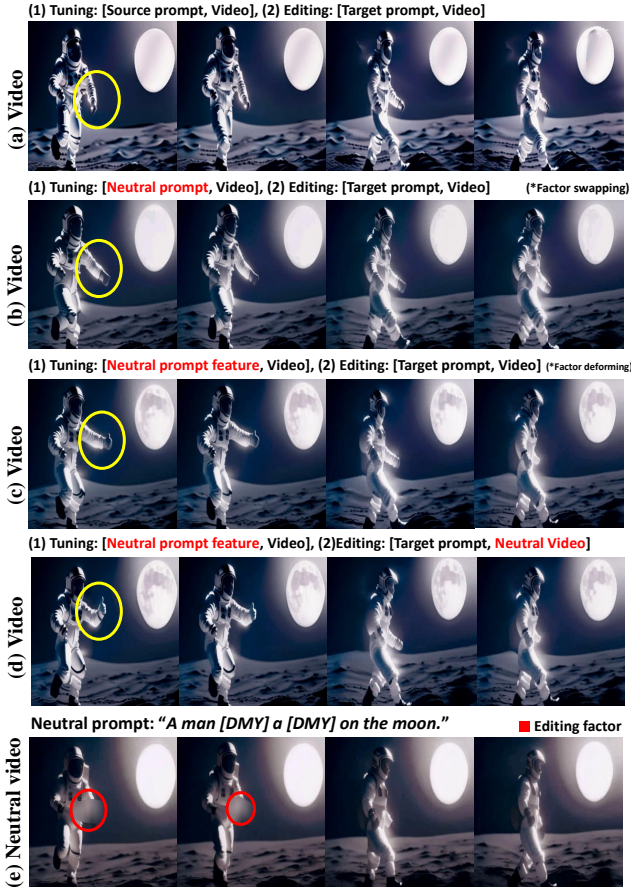 (1) Tuning: [Source prompt, Video], (2) Editing: [Target prompt, Video]
(a) Video
(1) Tuning: [Neutral prompt, Video], (2) Editing: [Target prompt, Video] (*Factor swapping)
(b) Video
(1) Tuning: [Neutral prompt feature, Video], (2) Editing: [Target prompt, Video] (*Factor deforming)
(c) Video
(1) Tuning: [Neutral prompt feature, Video], (2)Editing: [Target prompt, Neutral Video]
(d) Video
Neutral prompt: “A man [DMY] a [DMY] on the moon.” Editing factor
(e) Neutral video